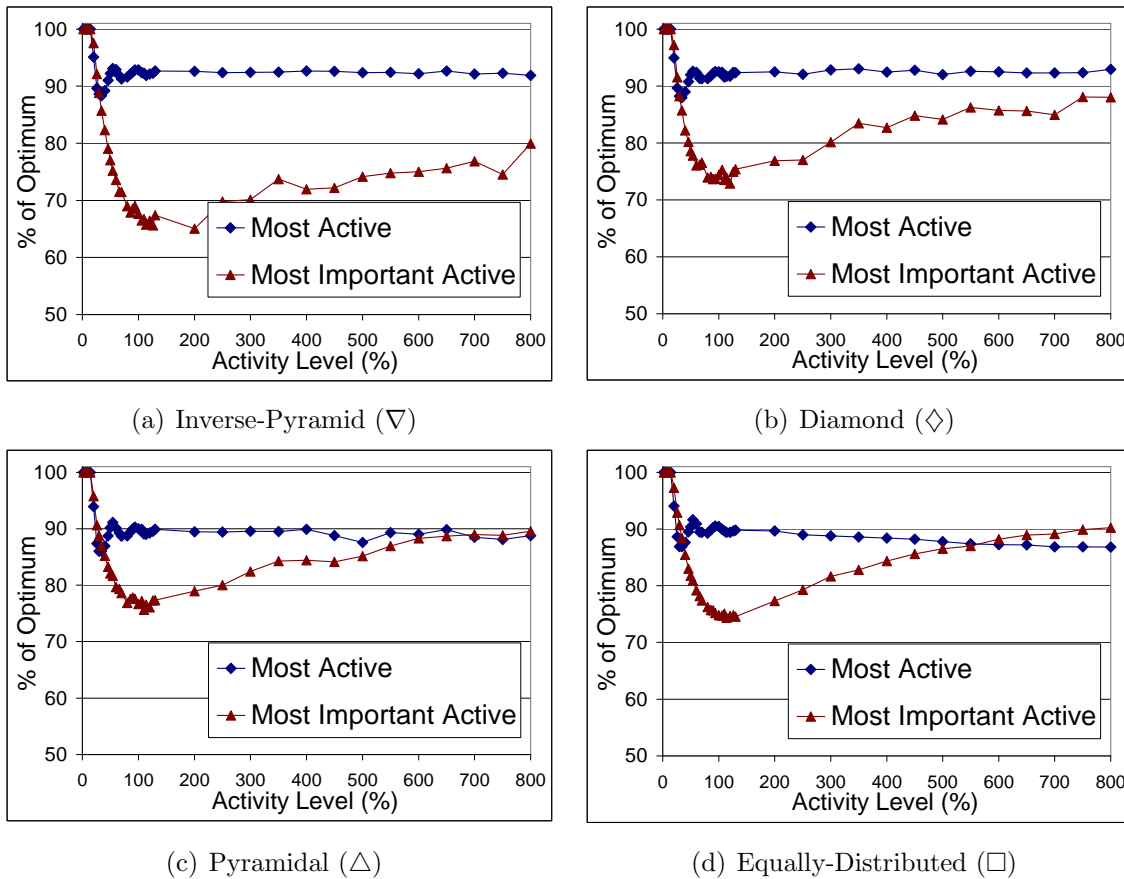 100
90
80
70
60
50
% of Optimum
Most Active
Most Important Active
0 100 200 300 400 500 600 700 800
Activity Level (%)
(a) Inverse-Pyramid (▽)
100
90
80
70
60
50
% of Optimum
Most Active
Most Important Active
0 100 200 300 400 500 600 700 800
Activity Level (%)
(b) Diamond (◇)
100
90
80
70
60
50
% of Optimum
Most Active
Most Important Active
0 100 200 300 400 500 600 700 800
Activity Level (%)
(c) Pyramidal (△)
100
90
80
70
60
50
% of Optimum
Most Active
Most Important Active
0 100 200 300 400 500 600 700 800
Activity Level (%)
(d) Equally-Distributed (□)